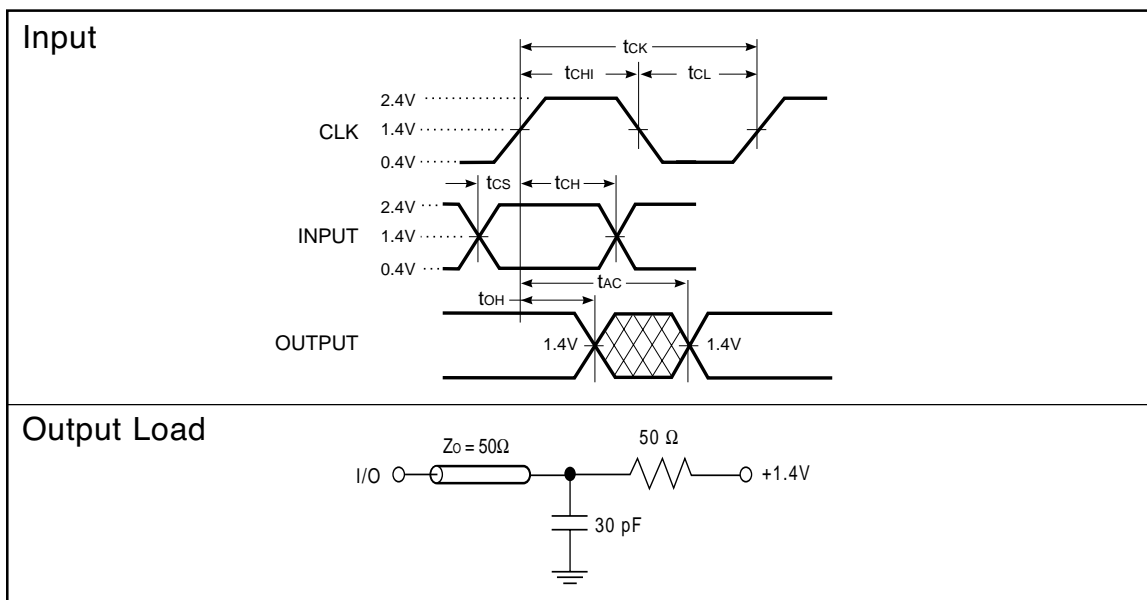 Input
tCK
tCHI tCL
2.4V
CLK 1.4V
0.4V
tCS tCH
2.4V
INPUT 1.4V
0.4V
tAC
tOH
OUTPUT 1.4V 1.4V
Output Load
ZO = 50Ω 50 Ω
I/O +1.4V
30 pF